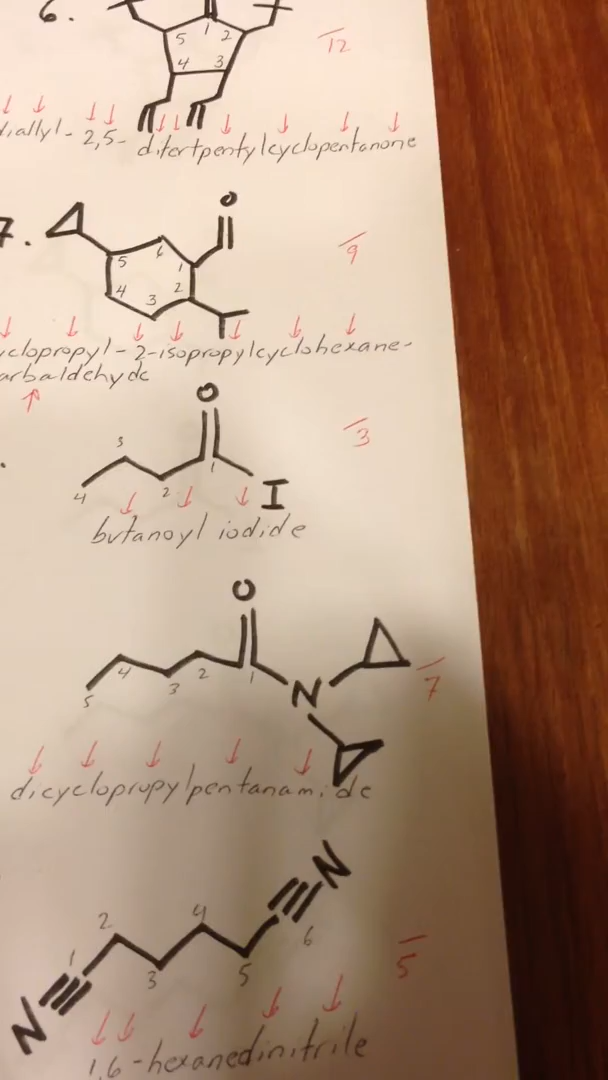 6.
1
5 2
4 3
12
diallyl-2,5-ditertpentylcyclopentanone
7.
O
6
5 1
4 2
3
9
yclopropyl-2-isopropylcyclohexane-
arbaldehyde
O
3
3
1
4 2
I
butanoyl iodide
O
4 2
3 1
5
N
7
dicyclopropylpentanamide
N
2 4
1 6
3 5
N
5
1,6-hexanedinitrile